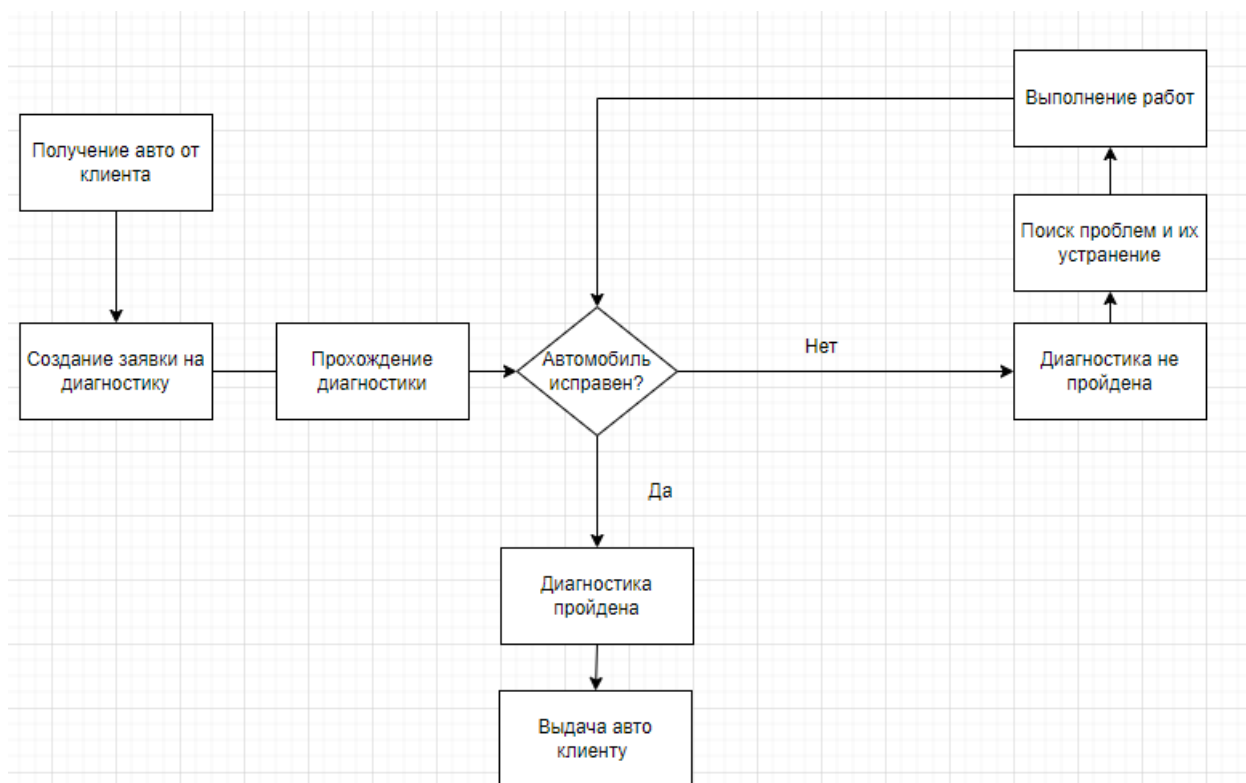 Получение авто от
клиента
Создание заявки на
диагностику
Прохождение
диагностики
Автомобиль
исправен?
Нет
Диагностика не
пройдена
Поиск проблем и их
устранение
Выполнение работ
Да
Диагностика
пройдена
Выдача авто
клиенту